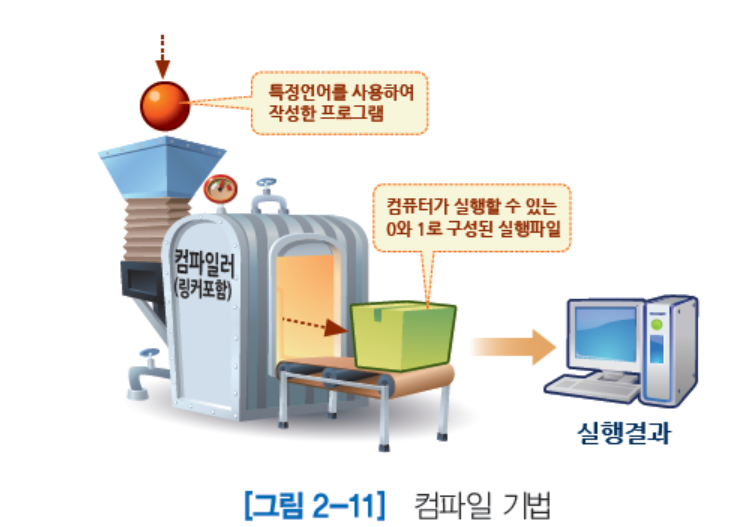 특정언어를 사용하여
작성한 프로그램
컴퓨터가 실행할 수 있는
0와 1로 구성된 실행파일
컴파일러
(링커포함)
실행결과
[그림 2-11] 컴파일 기법